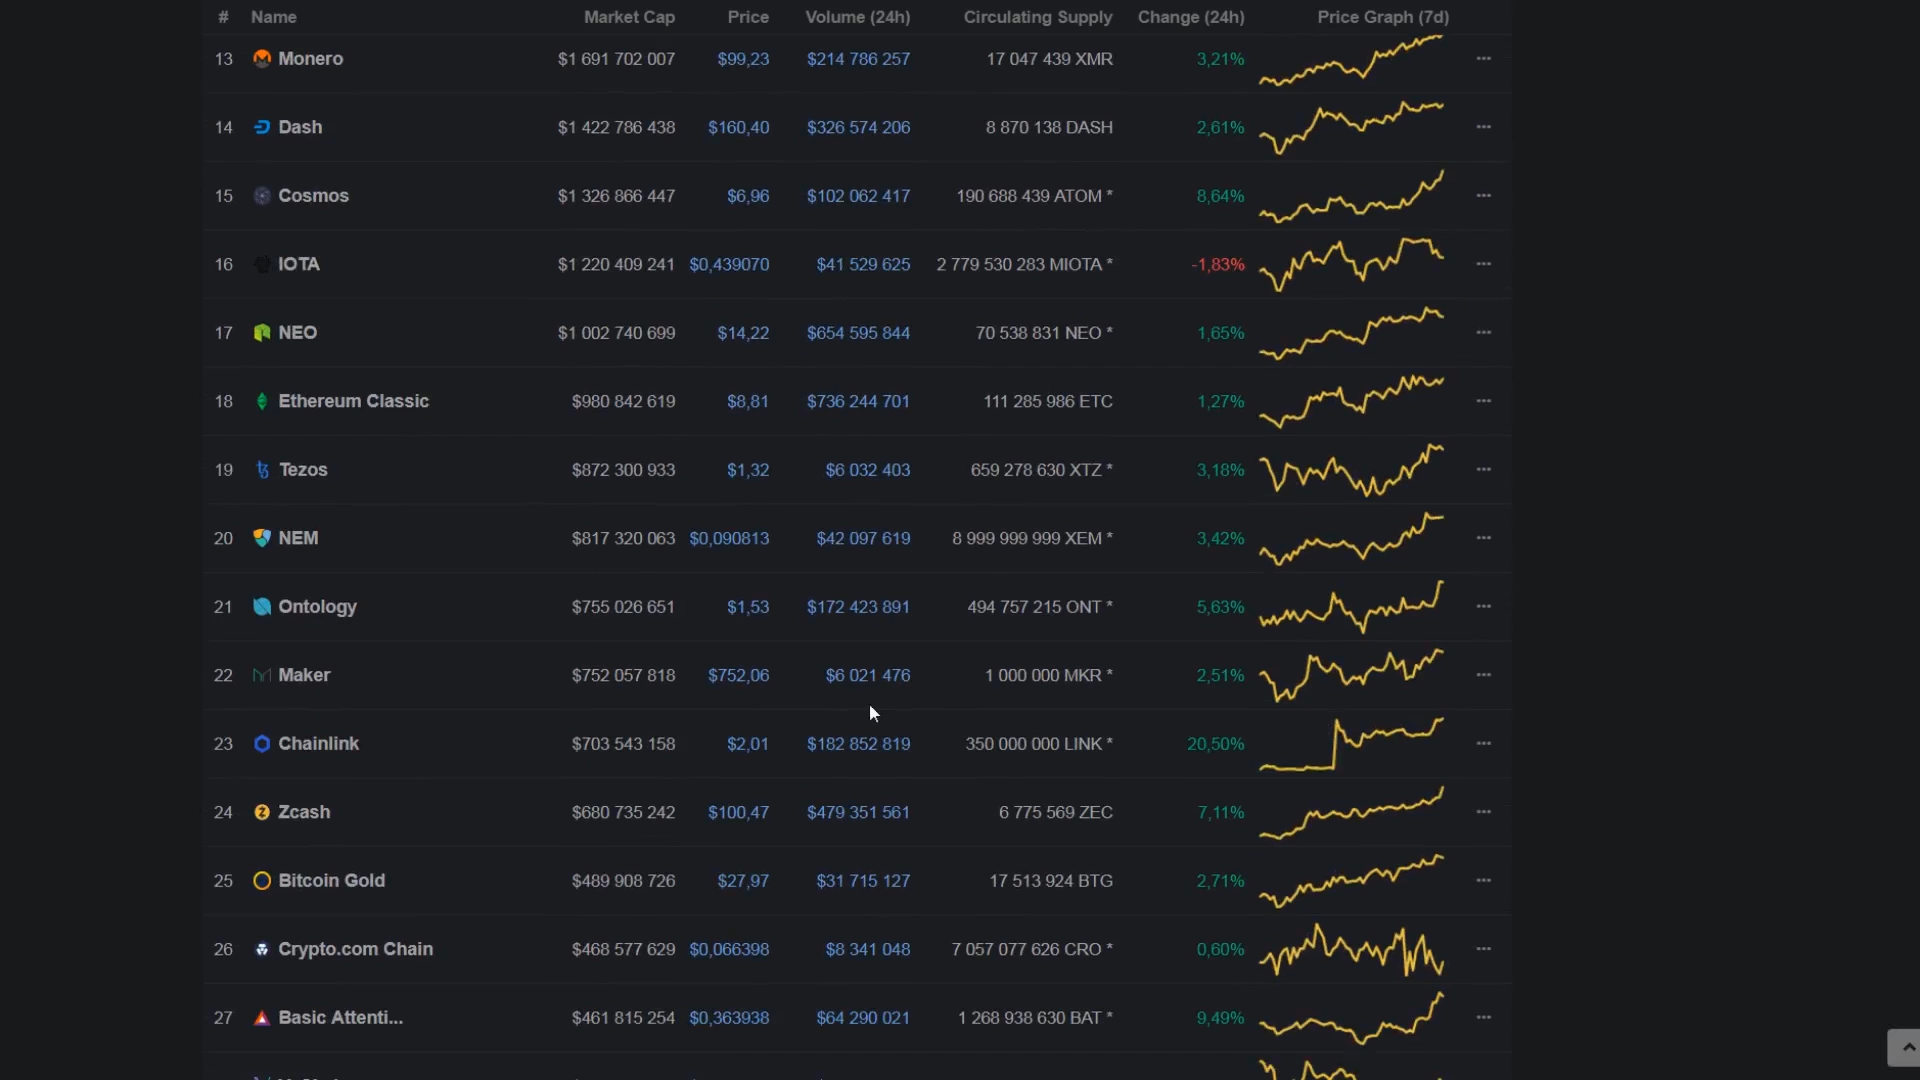 # Name Market Cap Price Volume (24h) Circulating Supply Change (24h) Price Graph (7d)
13 Monero $1 691 702 007 $99,23 $214 786 257 17 047 439 XMR 3,21%
14 Dash $1 422 786 438 $160,40 $326 574 206 8 870 138 DASH 2,61%
15 Cosmos $1 326 866 447 $6,96 $102 062 417 190 688 439 ATOM * 8,64%
16 IOTA $1 220 409 241 $0,439070 $41 529 625 2 779 530 283 MIOTA * -1,83%
17 NEO $1 002 740 699 $14,22 $654 595 844 70 538 831 NEO * 1,65%
18 Ethereum Classic $980 842 619 $8,81 $736 244 701 111 285 986 ETC 1,27%
19 Tezos $872 300 933 $1,32 $6 032 403 659 278 630 XTZ * 3,18%
20 NEM $817 320 063 $0,090813 $42 097 619 8 999 999 999 XEM * 3,42%
21 Ontology $755 026 651 $1,53 $172 423 891 494 757 215 ONT * 5,63%
22 Maker $752 057 818 $752,06 $6 021 476 1 000 000 MKR * 2,51%
23 Chainlink $703 543 158 $2,01 $182 852 819 350 000 000 LINK * 20,50%
24 Zcash $680 735 242 $100,47 $479 351 561 6 775 569 ZEC 7,11%
25 Bitcoin Gold $489 908 726 $27,97 $31 715 127 17 513 924 BTG 2,71%
26 Crypto.com Chain $468 577 629 $0,066398 $8 341 048 7 057 077 626 CRO * 0,60%
27 Basic Attenti... $461 815 254 $0,363938 $64 290 021 1 268 938 630 BAT * 9,49%